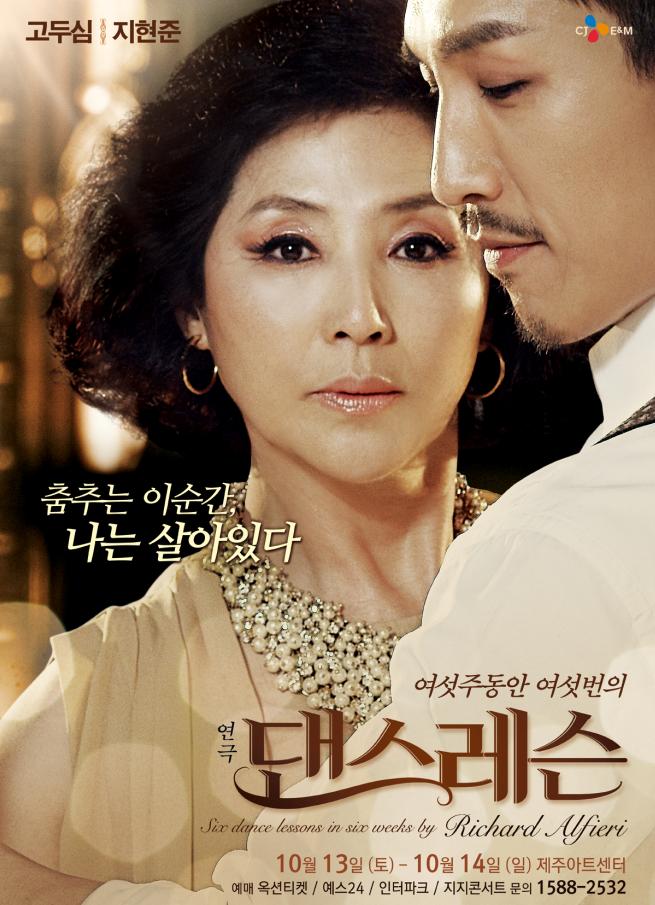 고두심 지현준
CJ E&M
춤추는 이순간,
나는 살아있다
여섯주동안 여섯번의
연극 댄스레슨
Six dance lessons in six weeks by Richard Alfieri
10월 13일 (토) - 10월 14일 (일) 제주아트센터
예매 옥션티켓 / 예스24 / 인터파크 / 지지콘서트 문의 1588-2532